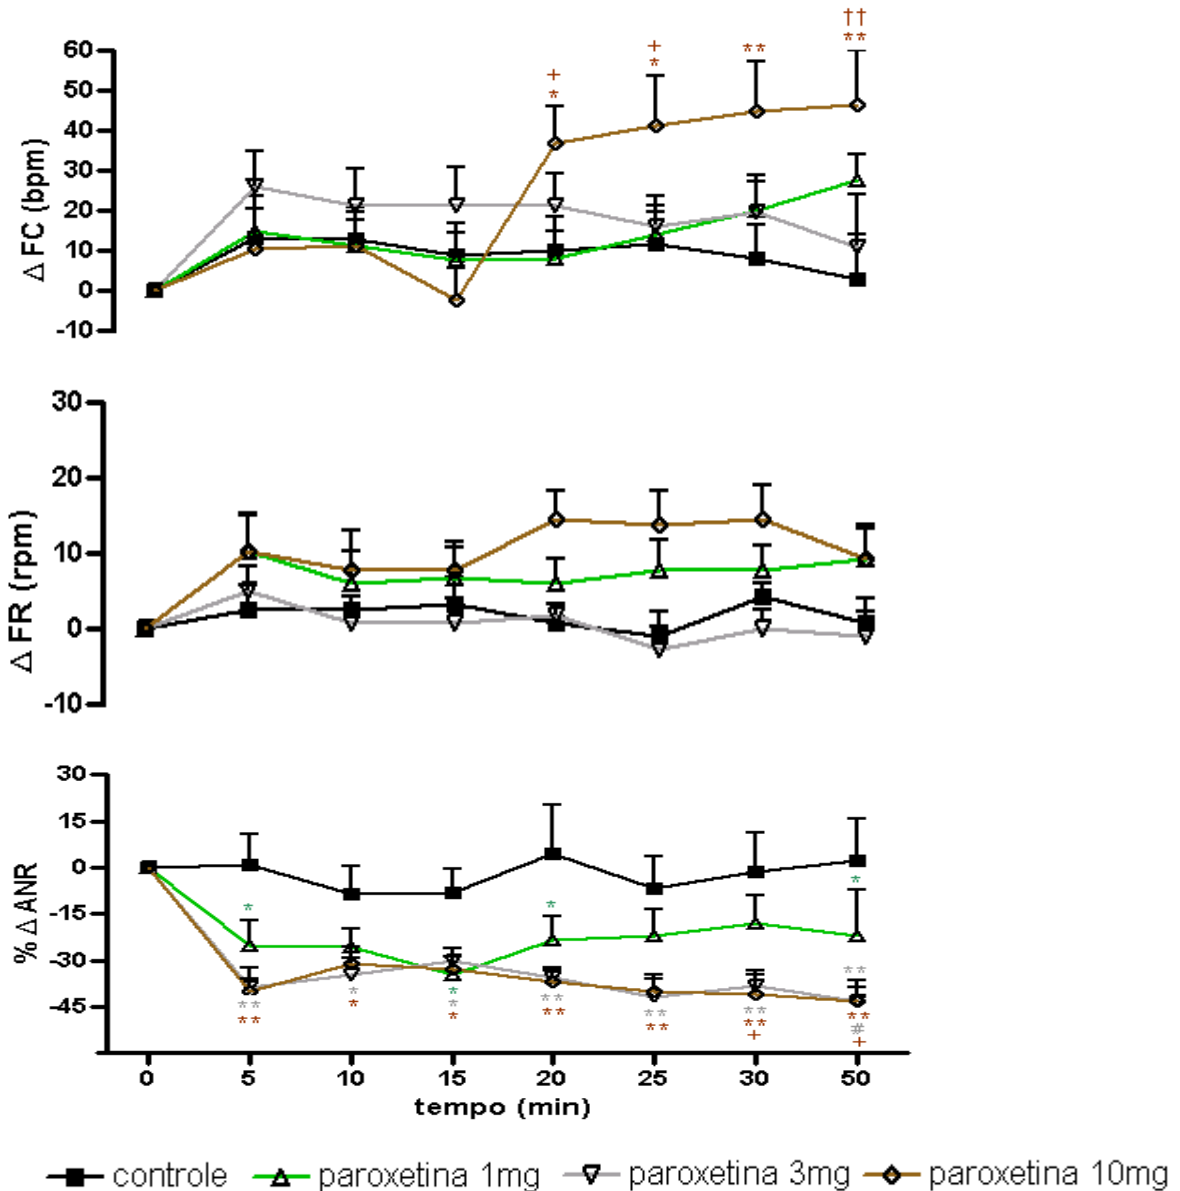 ††
+ + ** **
* *
60
50
40
30
20
10
0
-10
Δ FC (bpm)
30
20
10
0
-10
Δ FR (rpm)
30
15
0
-15
-30
-45
% Δ ANR
* * *
** * * ** ** ** **
** * * ** ** ** **
* + #
+
0 5 10 15 20 25 30 50
tempo (min)
controle paroxetina 1mg paroxetina 3mg paroxetina 10mg